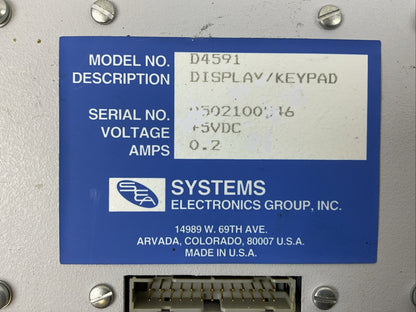 MODEL NO. D4591
DESCRIPTION DISPLAY/KEYPAD
SERIAL NO.
VOLTAGE +5VDC
AMPS 0.2
SEA
SYSTEMS
ELECTRONICS GROUP, INC.
14989 W. 69TH AVE.
ARVADA, COLORADO, 80007 U.S.A.
MADE IN U.S.A.